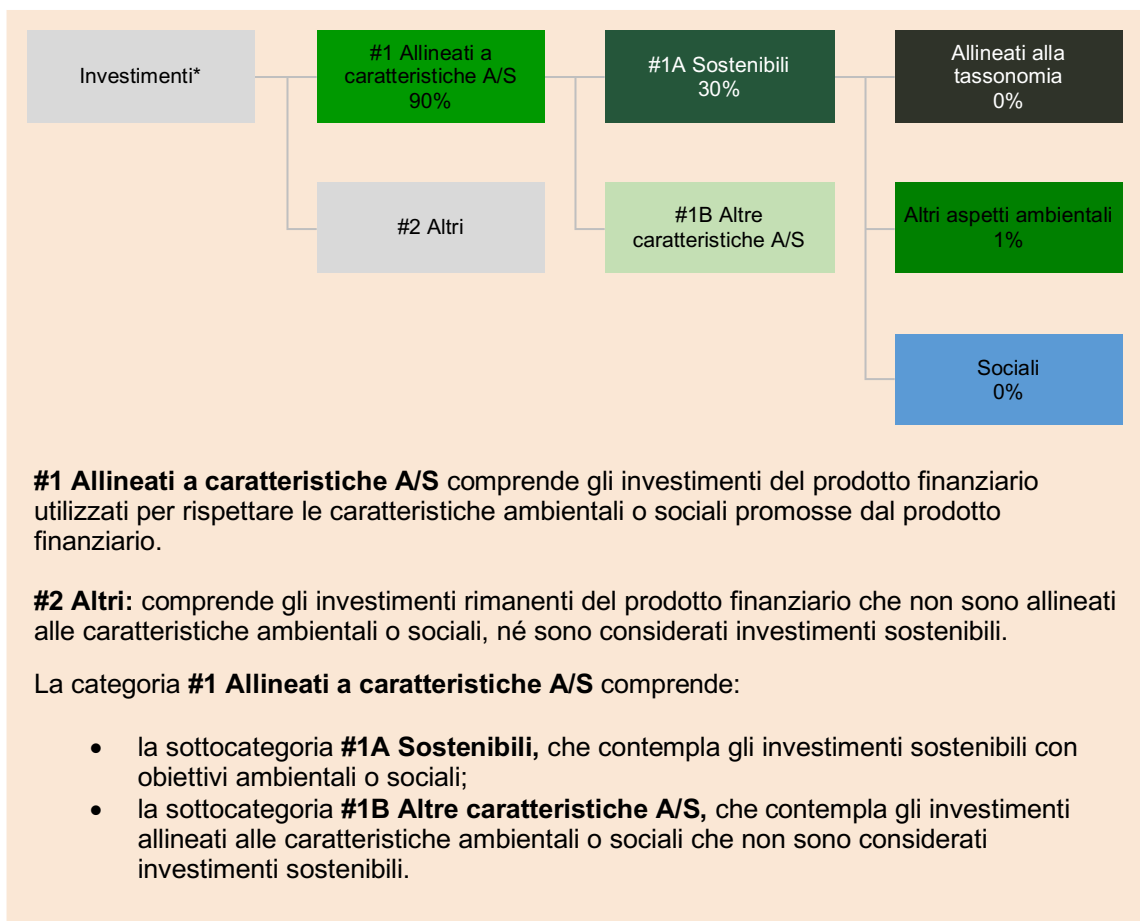 Investimenti*
#1 Allineati a
caratteristiche A/S
90%
#1A Sostenibili
30%
Allineati alla
tassonomia
0%
#2 Altri
#1B Altre
caratteristiche A/S
Altri aspetti ambientali
1%
Sociali
0%
#1 Allineati a caratteristiche A/S comprende gli investimenti del prodotto finanziario
utilizzati per rispettare le caratteristiche ambientali o sociali promosse dal prodotto
finanziario.
#2 Altri: comprende gli investimenti rimanenti del prodotto finanziario che non sono allineati
alle caratteristiche ambientali o sociali, né sono considerati investimenti sostenibili.
La categoria #1 Allineati a caratteristiche A/S comprende:
• la sottocategoria #1A Sostenibili, che contempla gli investimenti sostenibili con
obiettivi ambientali o sociali;
• la sottocategoria #1B Altre caratteristiche A/S, che contempla gli investimenti
allineati alle caratteristiche ambientali o sociali che non sono considerati
investimenti sostenibili.